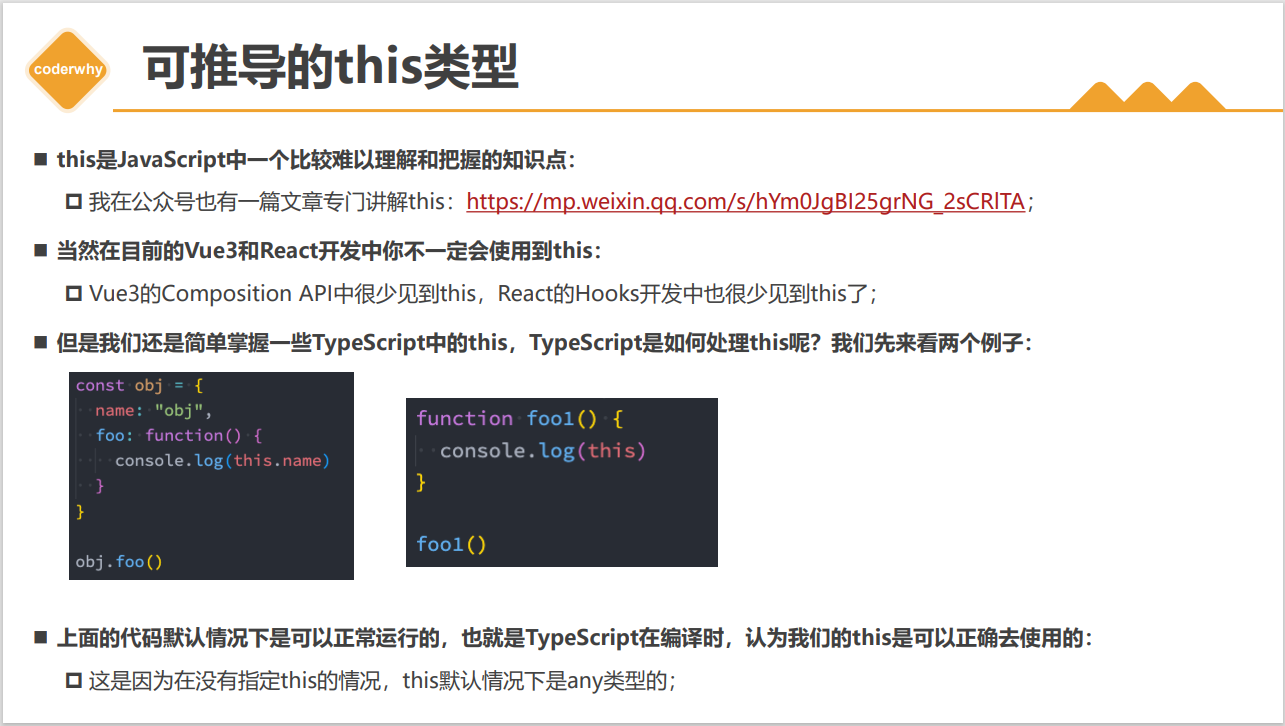 coderwhy
可推导的this类型
■ this是JavaScript中一个比较难以理解和把握的知识点：
我在公众号也有一篇文章专门讲解this：https://mp.weixin.qq.com/s/hYm0JgBI25grNG_2sCRlTA；
■ 当然在目前的Vue3和React开发中你不一定会使用到this：
Vue3的Composition API中很少见到this，React的Hooks开发中也很少见到this了；
■ 但是我们还是简单掌握一些TypeScript中的this，TypeScript是如何处理this呢？我们先来看两个例子：
const obj = {
name: "obj",
foo: function() {
console.log(this.name)
}
}
obj.foo()
function foo1() {
console.log(this)
}
foo1()
■ 上面的代码默认情况下是可以正常运行的，也就是TypeScript在编译时，认为我们的this是可以正确去使用的：
这是因为在没有指定this的情况，this默认情况下是any类型的；